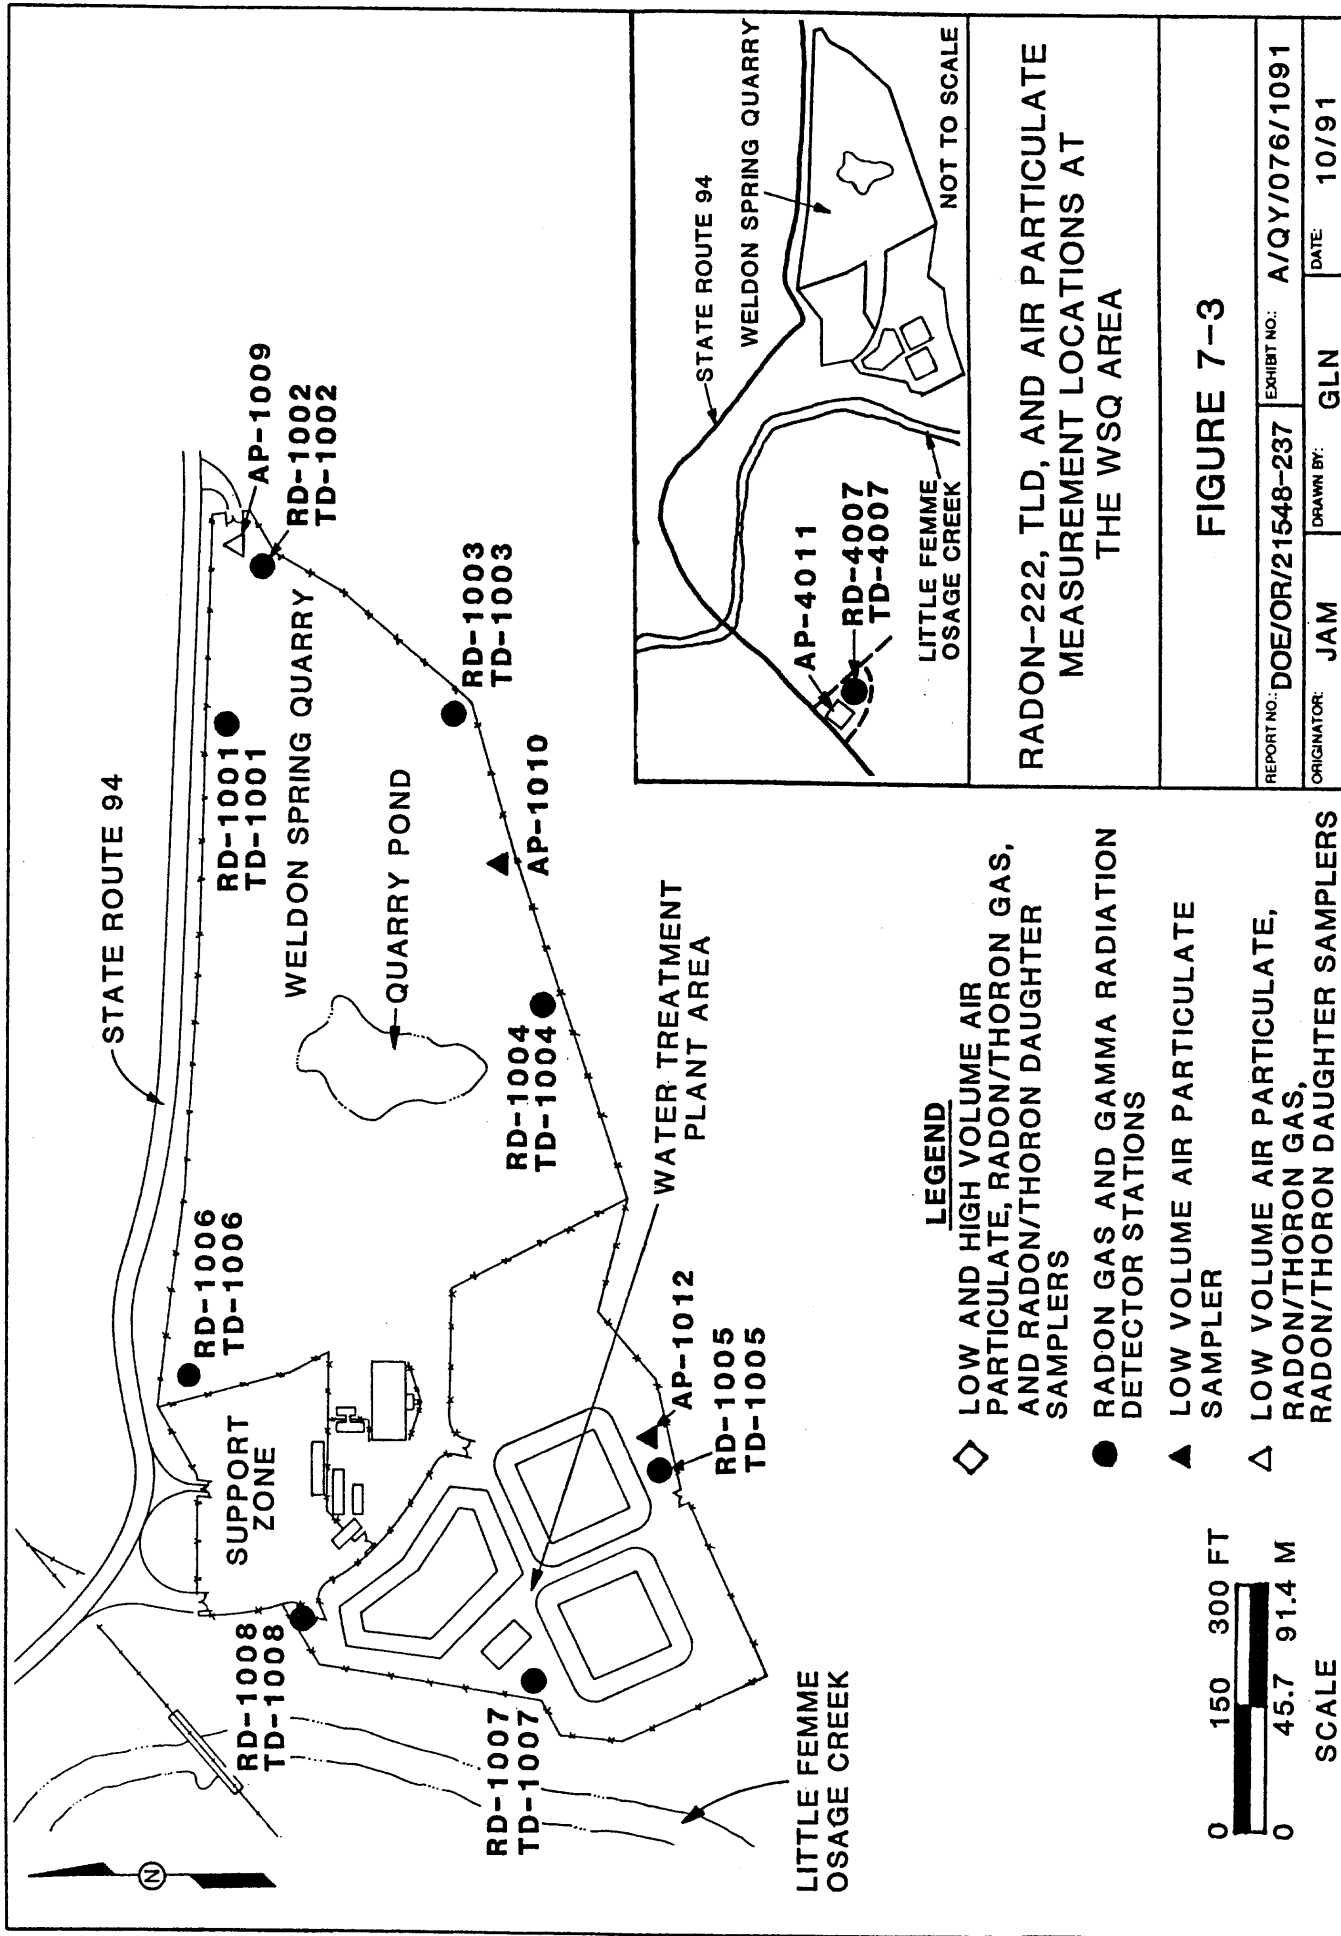 STATE ROUTE 94
AP-1009
RD-1002
TD-1002
RD-1001
TD-1001
WELDON SPRING QUARRY
RD-1003
TD-1003
QUARRY POND
AP-1010
RD-1004
TD-1004
WATER TREATMENT
PLANT AREA
RD-1006
TD-1006
SUPPORT
ZONE
AP-1012
RD-1005
TD-1005
RD-1008
TD-1008
RD-1007
TD-1007
LITTLE FEMME
OSAGE CREEK
N
STATE ROUTE 94
WELDON SPRING QUARRY
AP-4011
RD-4007
TD-4007
LITTLE FEMME
OSAGE CREEK
NOT TO SCALE
0 150 300 FT
0 45.7 91.4 M
SCALE
LEGEND
LOW AND HIGH VOLUME AIR
PARTICULATE, RADON/THORON GAS,
AND RADON/THORON DAUGHTER
SAMPLERS
RADON GAS AND GAMMA RADIATION
DETECTOR STATIONS
LOW VOLUME AIR PARTICULATE
SAMPLER
LOW VOLUME AIR PARTICULATE,
RADON/THORON GAS,
RADON/THORON DAUGHTER SAMPLERS
RADON-222, TLD, AND AIR PARTICULATE
MEASUREMENT LOCATIONS AT
THE WSQ AREA
FIGURE 7-3
REPORT NO.: DOE/OR/21548-237 EXHIBIT NO.: A/QY/076/1091
ORIGINATOR: JAM DRAWN BY: GLN DATE: 10/91